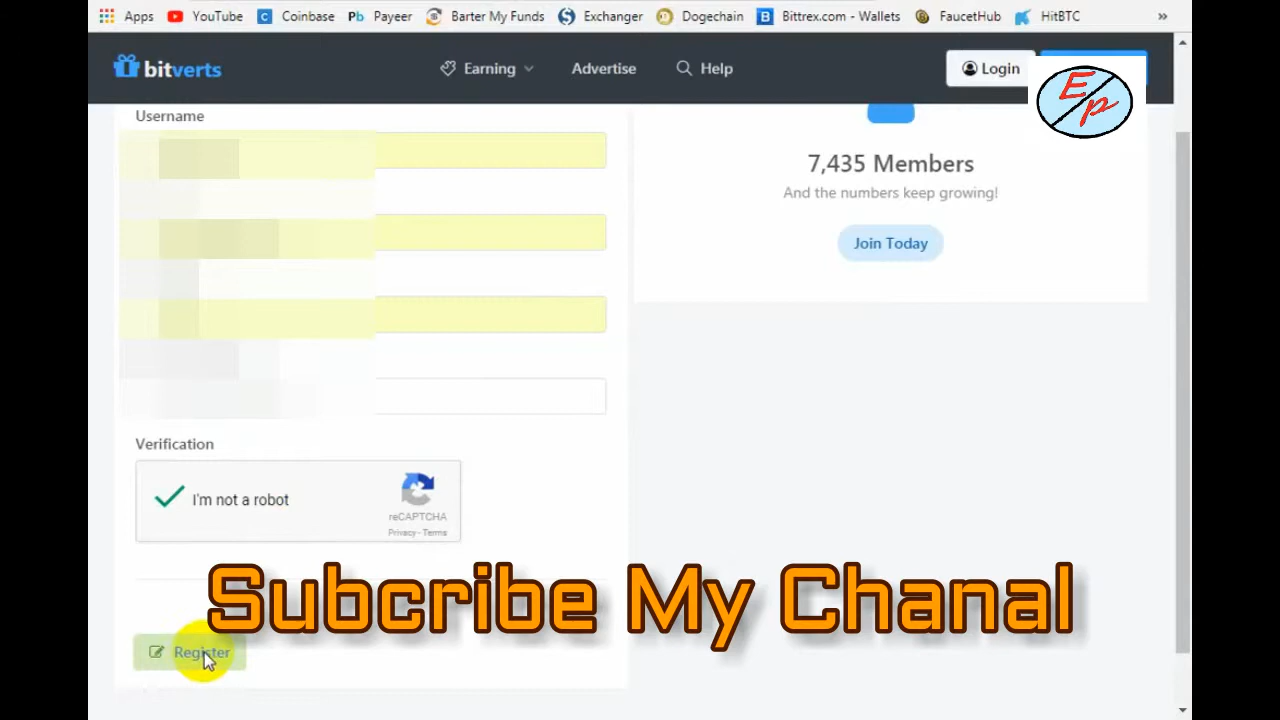 Apps YouTube Coinbase Pb Payeer Barter My Funds Exchanger Dogechain Bittrex.com - Wallets FaucetHub HitBTC »
bitverts Earning Advertise Help Login
Ep
Username
7,435 Members
And the numbers keep growing!
Join Today
Verification
I'm not a robot
reCAPTCHA
Privacy - Terms
Subcribe My Chanal
Register